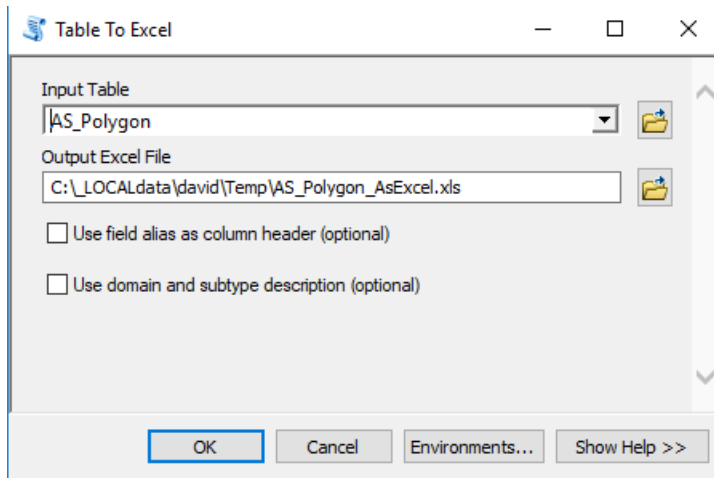 Table To Excel
Input Table
AS_Polygon
Output Excel File
C:\_LOCALdata\david\Temp\AS_Polygon_AsExcel.xls
Use field alias as column header (optional)
Use domain and subtype description (optional)
OK Cancel Environments... Show Help >>